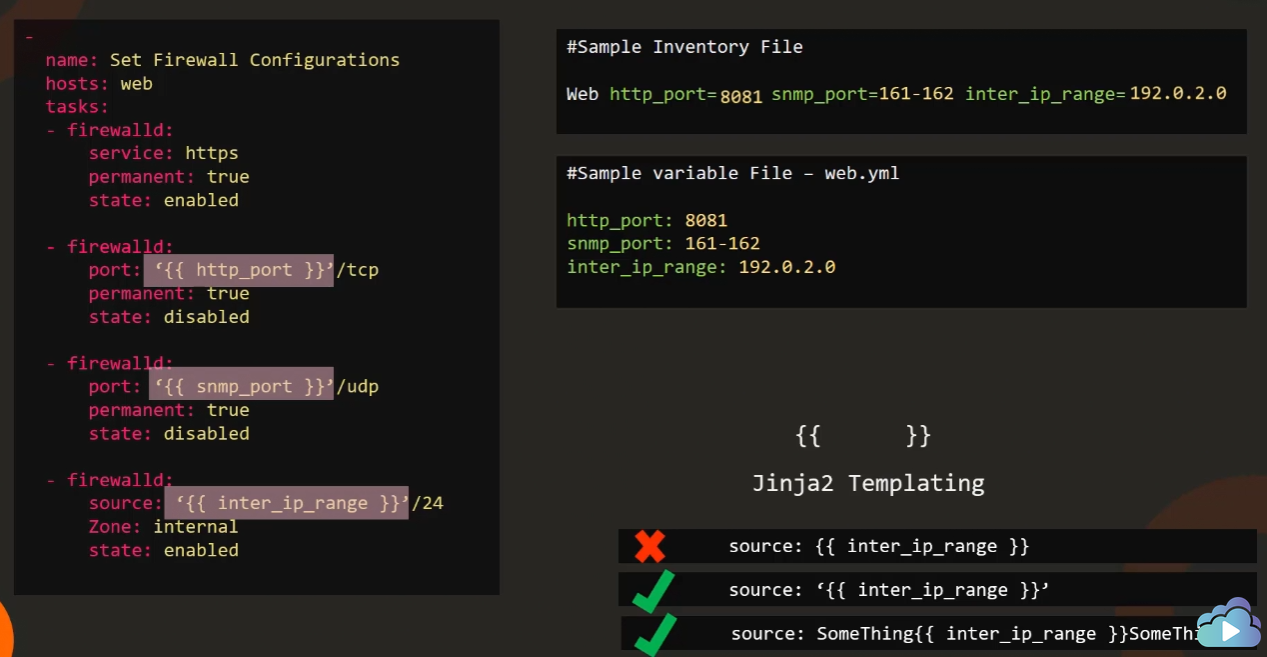 -
name: Set Firewall Configurations
hosts: web
tasks:
- firewalld:
service: https
permanent: true
state: enabled
- firewalld:
port: ‘{{ http_port }}’/tcp
permanent: true
state: disabled
- firewalld:
port: ‘{{ snmp_port }}’/udp
permanent: true
state: disabled
- firewalld:
source: ‘{{ inter_ip_range }}’/24
Zone: internal
state: enabled
#Sample Inventory File
Web http_port=8081 snmp_port=161-162 inter_ip_range=192.0.2.0
#Sample variable File – web.yml
http_port: 8081
snmp_port: 161-162
inter_ip_range: 192.0.2.0
{{ }}
Jinja2 Templating
source: {{ inter_ip_range }}
source: ‘{{ inter_ip_range }}’
source: SomeThing{{ inter_ip_range }}